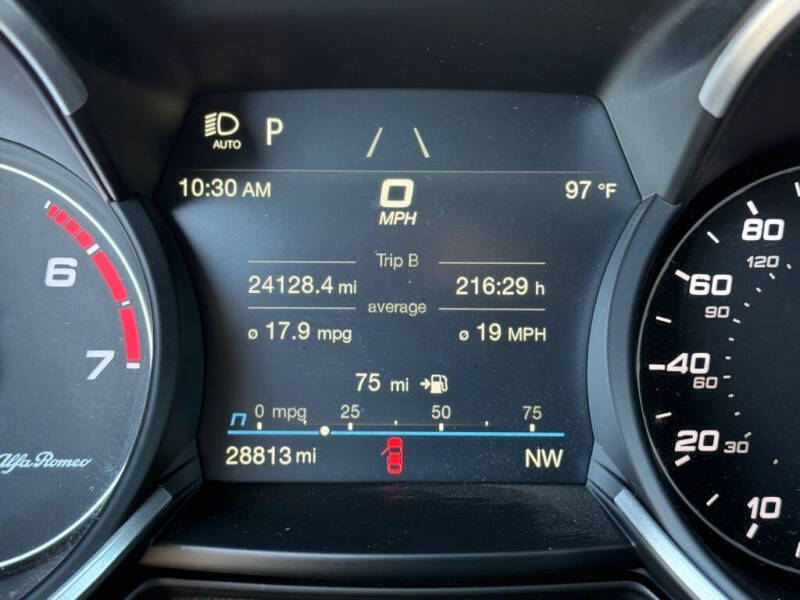 AUTO P
10:30 AM 0 97 °F
MPH
Trip B
24128.4 mi 216:29 h
average
ø 17.9 mpg ø 19 MPH
75 mi
0 mpg 25 50 75
n
28813 mi NW
6
7
Alfa Romeo
80
120
60
90
40
60
20 30
10